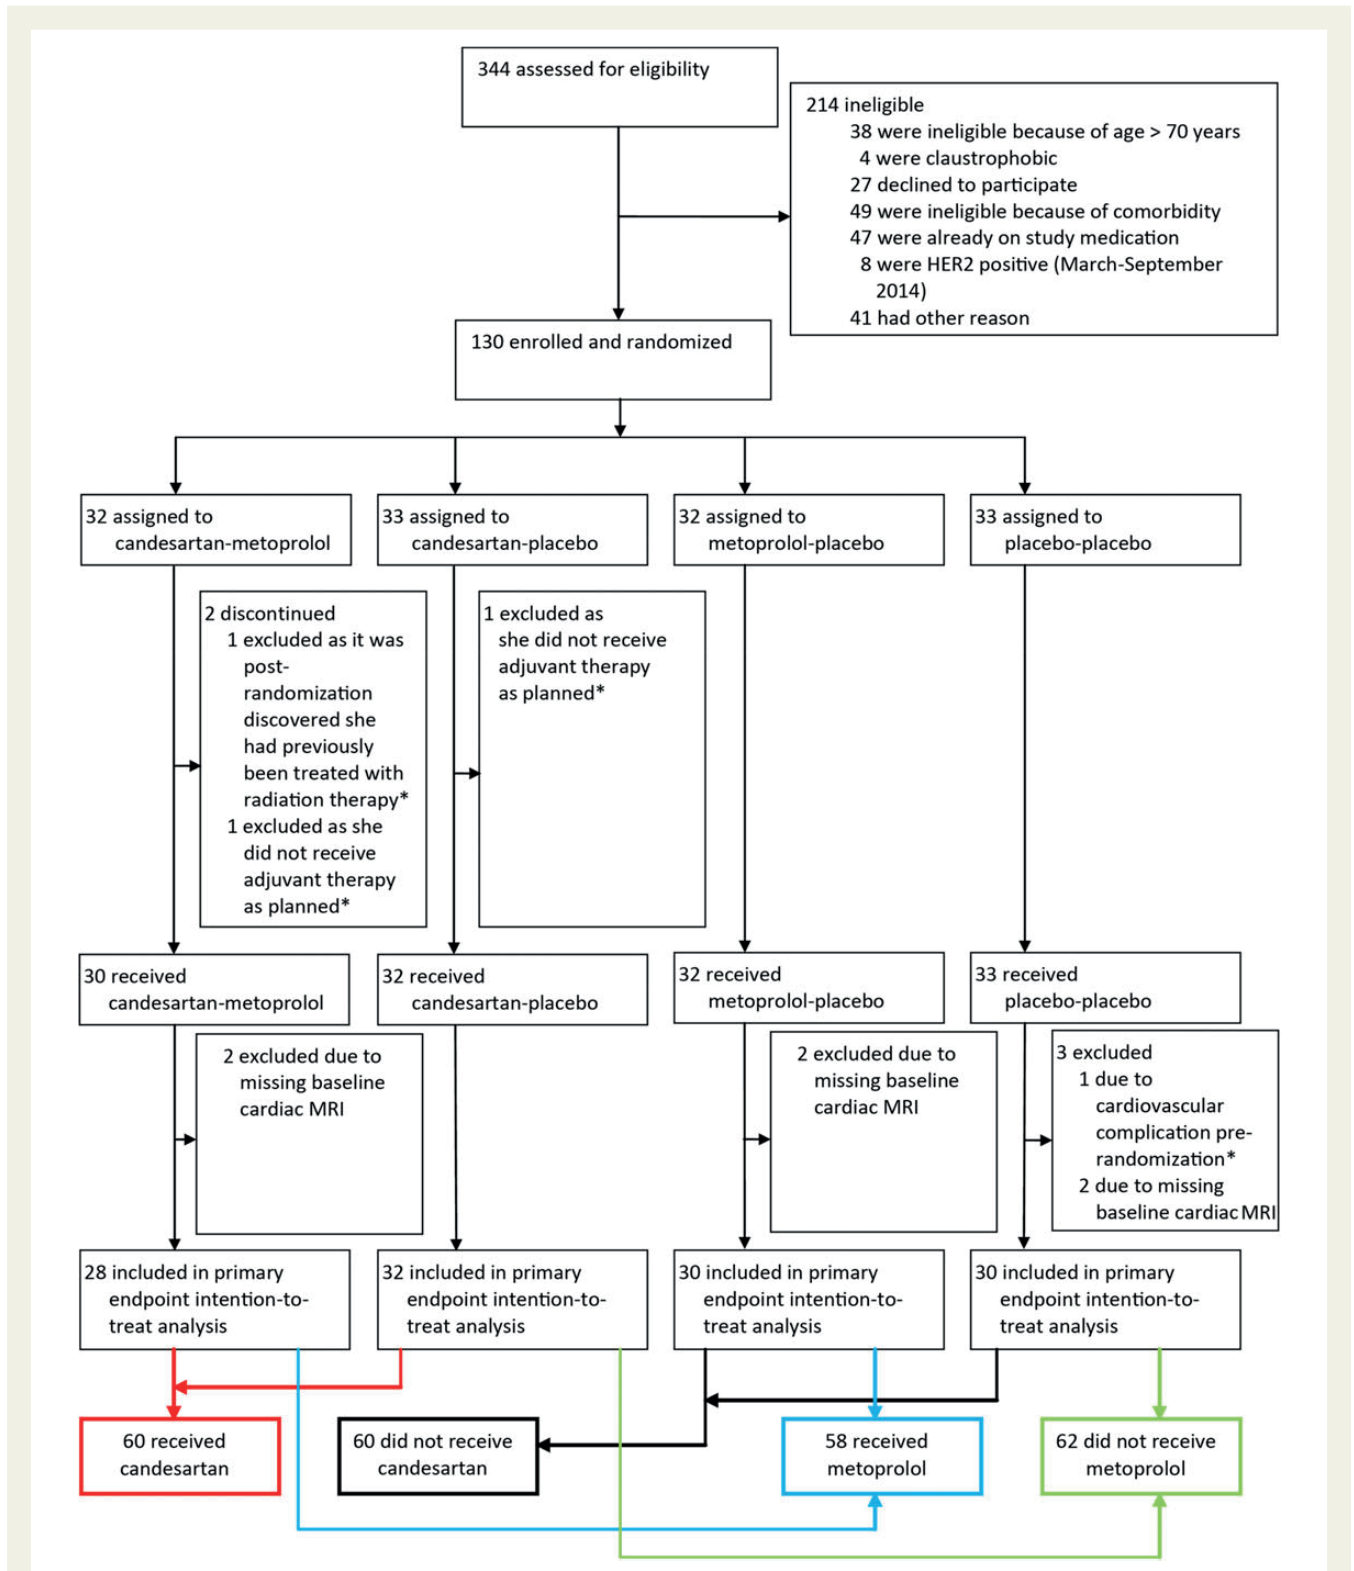 344 assessed for eligibility
214 ineligible
38 were ineligible because of age > 70 years
4 were claustrophobic
27 declined to participate
49 were ineligible because of comorbidity
47 were already on study medication
8 were HER2 positive (March-September
2014)
41 had other reason
130 enrolled and randomized
32 assigned to
candesartan-metoprolol
33 assigned to
candesartan-placebo
32 assigned to
metoprolol-placebo
33 assigned to
placebo-placebo
2 discontinued
1 excluded as it was
post-
randomization
discovered she
had previously
been treated with
radiation therapy*
1 excluded as she
did not receive
adjuvant therapy
as planned*
1 excluded as
she did not receive
adjuvant therapy
as planned*
30 received
candesartan-metoprolol
32 received
candesartan-placebo
32 received
metoprolol-placebo
33 received
placebo-placebo
2 excluded due to
missing baseline
cardiac MRI
2 excluded due to
missing baseline
cardiac MRI
3 excluded
1 due to
cardiovascular
complication pre-
randomization*
2 due to missing
baseline cardiac MRI
28 included in primary
endpoint intention-to-
treat analysis
32 included in primary
endpoint intention-to-
treat analysis
30 included in primary
endpoint intention-to-
treat analysis
30 included in primary
endpoint intention-to-
treat analysis
60 received
candesartan
60 did not receive
candesartan
58 received
metoprolol
62 did not receive
metoprolol